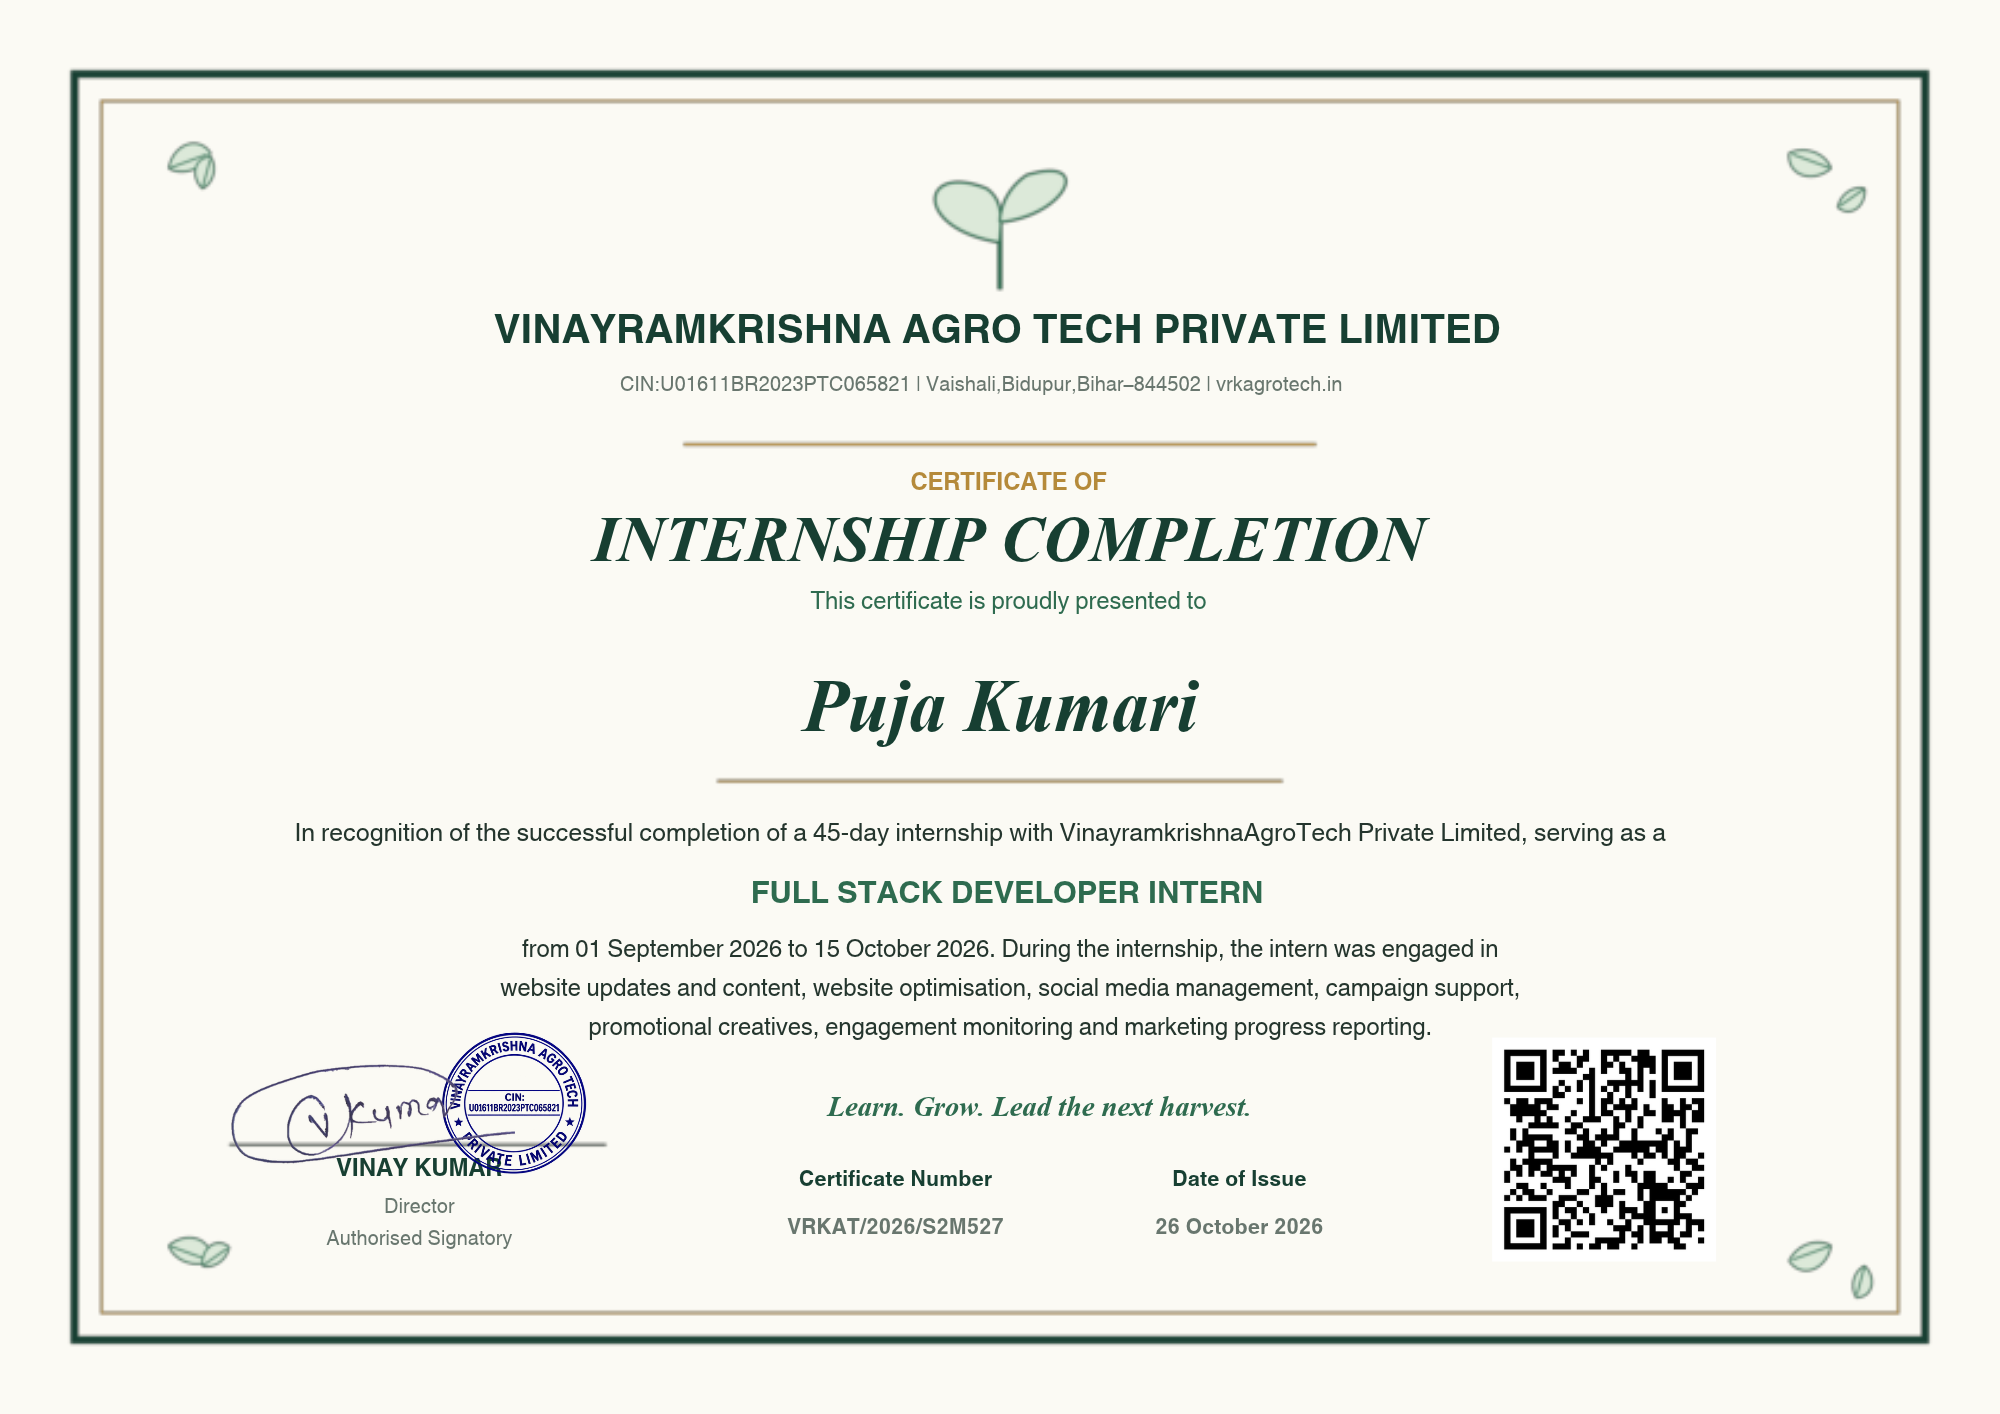 VINAYRAMKRISHNA AGRO TECH PRIVATE LIMITED
CIN:U01611BR2023PTC065821 | Vaishali,Bidupur,Bihar–844502 | vrkagrotech.in
CERTIFICATE OF
INTERNSHIP COMPLETION
This certificate is proudly presented to
Puja Kumari
In recognition of the successful completion of a 45-day internship with VinayramkrishnaAgroTech Private Limited, serving as a
FULL STACK DEVELOPER INTERN
from 01 September 2026 to 15 October 2026. During the internship, the intern was engaged in
website updates and content, website optimisation, social media management, campaign support,
promotional creatives, engagement monitoring and marketing progress reporting.
V Kumar
VINAYRAMKRISHNA AGRO TECH
CIN:
U01611BR2023PTC065821
★ PRIVATE LIMITED ★
VINAY KUMAR
Director
Authorised Signatory
Learn. Grow. Lead the next harvest.
Certificate Number
VRKAT/2026/S2M527
Date of Issue
26 October 2026